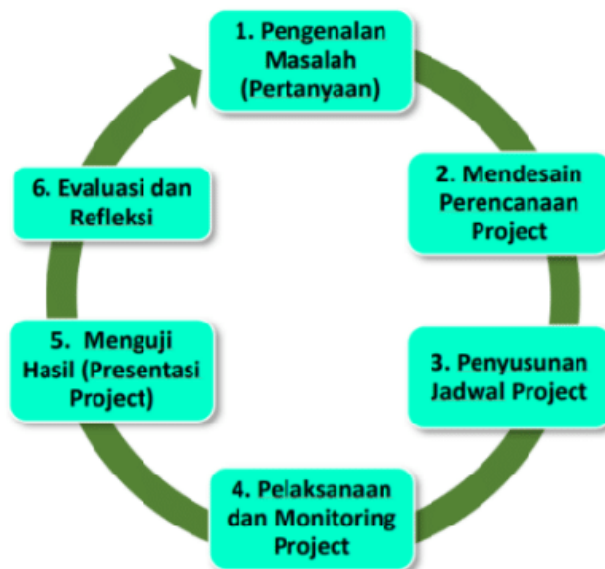 1. Pengenalan
Masalah
(Pertanyaan)
2. Mendesain
Perencanaan
Project
3. Penyusunan
Jadwal Project
4. Pelaksanaan
dan Monitoring
Project
5. Menguji
Hasil (Presentasi
Project)
6. Evaluasi dan
Refleksi